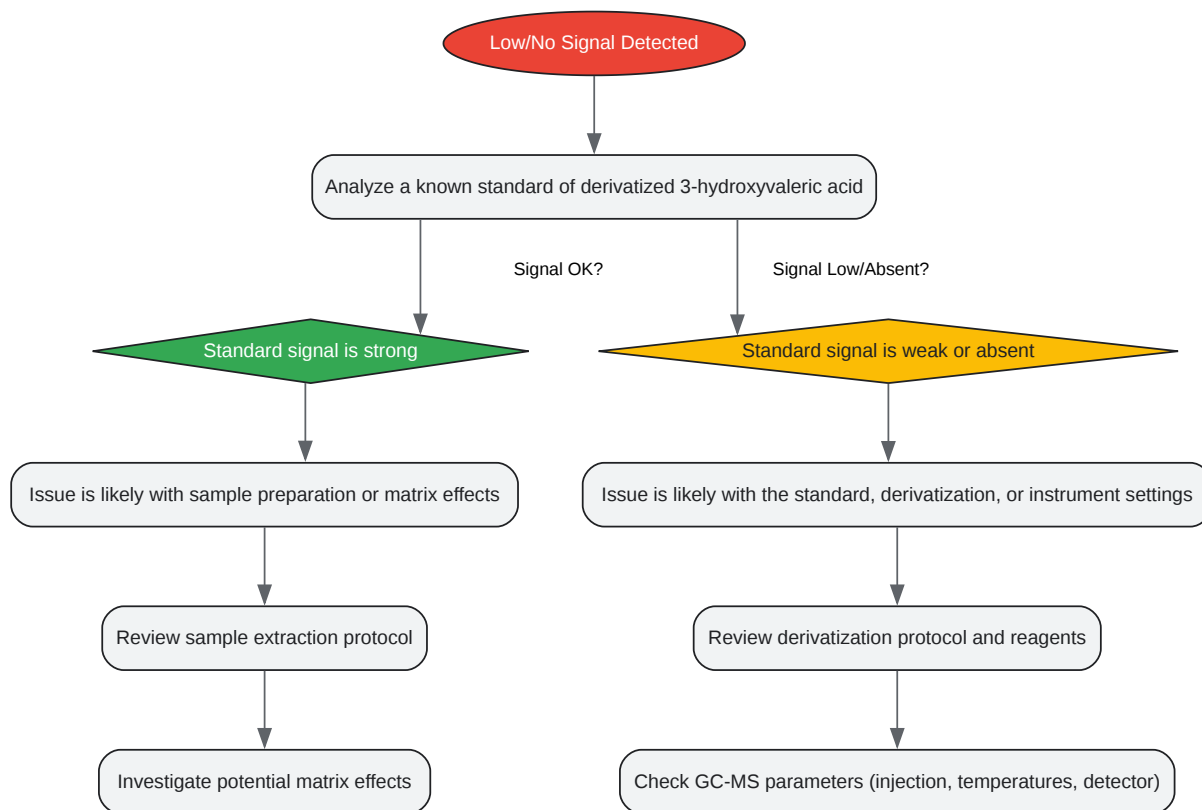 Low/No Signal Detected
Analyze a known standard of derivatized 3-hydroxyvaleric acid
Signal OK?
Signal Low/Absent?
Standard signal is strong
Standard signal is weak or absent
Issue is likely with sample preparation or matrix effects
Issue is likely with the standard, derivatization, or instrument settings
Review sample extraction protocol
Review derivatization protocol and reagents
Investigate potential matrix effects
Check GC-MS parameters (injection, temperatures, detector)